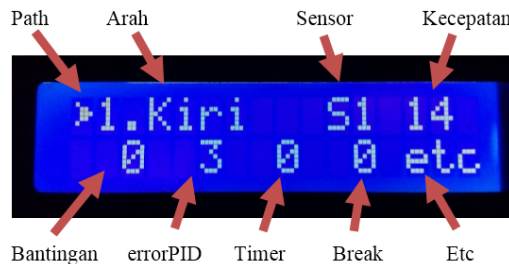 Path Arah Sensor Kecepatan
➤1.Kiri S1 14
0 3 0 0 etc
Bantingan errorPID Timer Break Etc